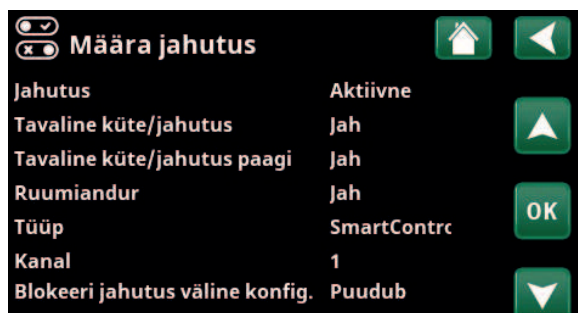 Määra jahutus
Jahutus Aktiivne
Tavaline küte/jahutus Jah
Tavaline küte/jahutus paagi Jah
Ruumiandur Jah
OK
Tüüp SmartContrc
Kanal 1
Blokeeri jahutus väline konfig. Puudub